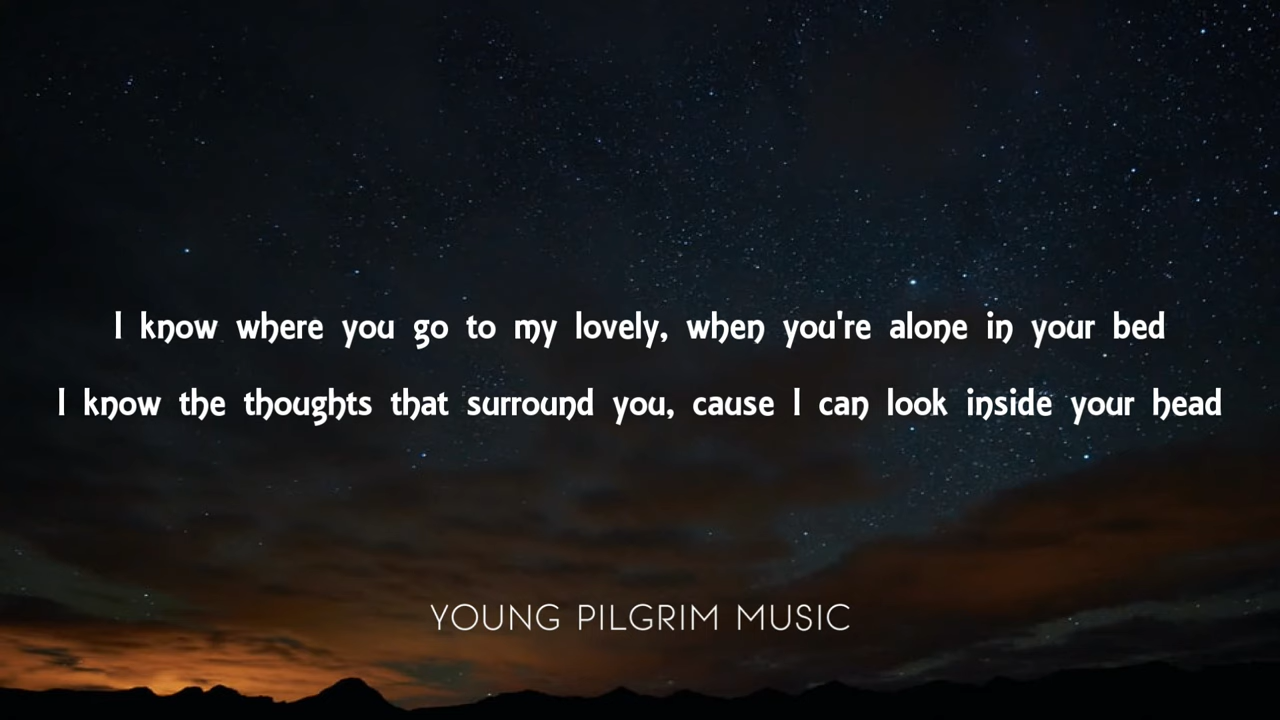 I know where you go to my lovely, when you're alone in your bed
I know the thoughts that surround you, cause I can look inside your head
YOUNG PILGRIM MUSIC